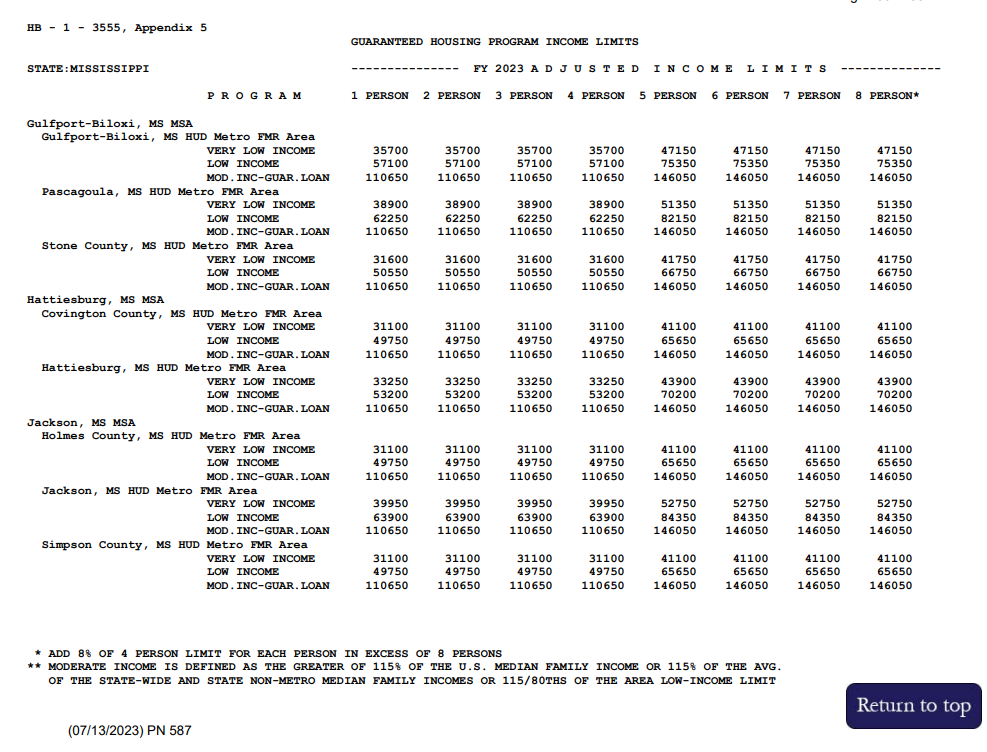 HB - 1 - 3555, Appendix 5
GUARANTEED HOUSING PROGRAM INCOME LIMITS
STATE:MISSISSIPPI --------------- FY 2023 A D J U S T E D I N C O M E L I M I T S --------------
P R O G R A M 1 PERSON 2 PERSON 3 PERSON 4 PERSON 5 PERSON 6 PERSON 7 PERSON 8 PERSON*
Gulfport-Biloxi, MS MSA
Gulfport-Biloxi, MS HUD Metro FMR Area
VERY LOW INCOME 35700 35700 35700 35700 47150 47150 47150 47150
LOW INCOME 57100 57100 57100 57100 75350 75350 75350 75350
MOD.INC-GUAR.LOAN 110650 110650 110650 110650 146050 146050 146050 146050
Pascagoula, MS HUD Metro FMR Area
VERY LOW INCOME 38900 38900 38900 38900 51350 51350 51350 51350
LOW INCOME 62250 62250 62250 62250 82150 82150 82150 82150
MOD.INC-GUAR.LOAN 110650 110650 110650 110650 146050 146050 146050 146050
Stone County, MS HUD Metro FMR Area
VERY LOW INCOME 31600 31600 31600 31600 41750 41750 41750 41750
LOW INCOME 50550 50550 50550 50550 66750 66750 66750 66750
MOD.INC-GUAR.LOAN 110650 110650 110650 110650 146050 146050 146050 146050
Hattiesburg, MS MSA
Covington County, MS HUD Metro FMR Area
VERY LOW INCOME 31100 31100 31100 31100 41100 41100 41100 41100
LOW INCOME 49750 49750 49750 49750 65650 65650 65650 65650
MOD.INC-GUAR.LOAN 110650 110650 110650 110650 146050 146050 146050 146050
Hattiesburg, MS HUD Metro FMR Area
VERY LOW INCOME 33250 33250 33250 33250 43900 43900 43900 43900
LOW INCOME 53200 53200 53200 53200 70200 70200 70200 70200
MOD.INC-GUAR.LOAN 110650 110650 110650 110650 146050 146050 146050 146050
Jackson, MS MSA
Holmes County, MS HUD Metro FMR Area
VERY LOW INCOME 31100 31100 31100 31100 41100 41100 41100 41100
LOW INCOME 49750 49750 49750 49750 65650 65650 65650 65650
MOD.INC-GUAR.LOAN 110650 110650 110650 110650 146050 146050 146050 146050
Jackson, MS HUD Metro FMR Area
VERY LOW INCOME 39950 39950 39950 39950 52750 52750 52750 52750
LOW INCOME 63900 63900 63900 63900 84350 84350 84350 84350
MOD.INC-GUAR.LOAN 110650 110650 110650 110650 146050 146050 146050 146050
Simpson County, MS HUD Metro FMR Area
VERY LOW INCOME 31100 31100 31100 31100 41100 41100 41100 41100
LOW INCOME 49750 49750 49750 49750 65650 65650 65650 65650
MOD.INC-GUAR.LOAN 110650 110650 110650 110650 146050 146050 146050 146050
* ADD 8% OF 4 PERSON LIMIT FOR EACH PERSON IN EXCESS OF 8 PERSONS
** MODERATE INCOME IS DEFINED AS THE GREATER OF 115% OF THE U.S. MEDIAN FAMILY INCOME OR 115% OF THE AVG.
OF THE STATE-WIDE AND STATE NON-METRO MEDIAN FAMILY INCOMES OR 115/80THS OF THE AREA LOW-INCOME LIMIT
Return to top
(07/13/2023) PN 587